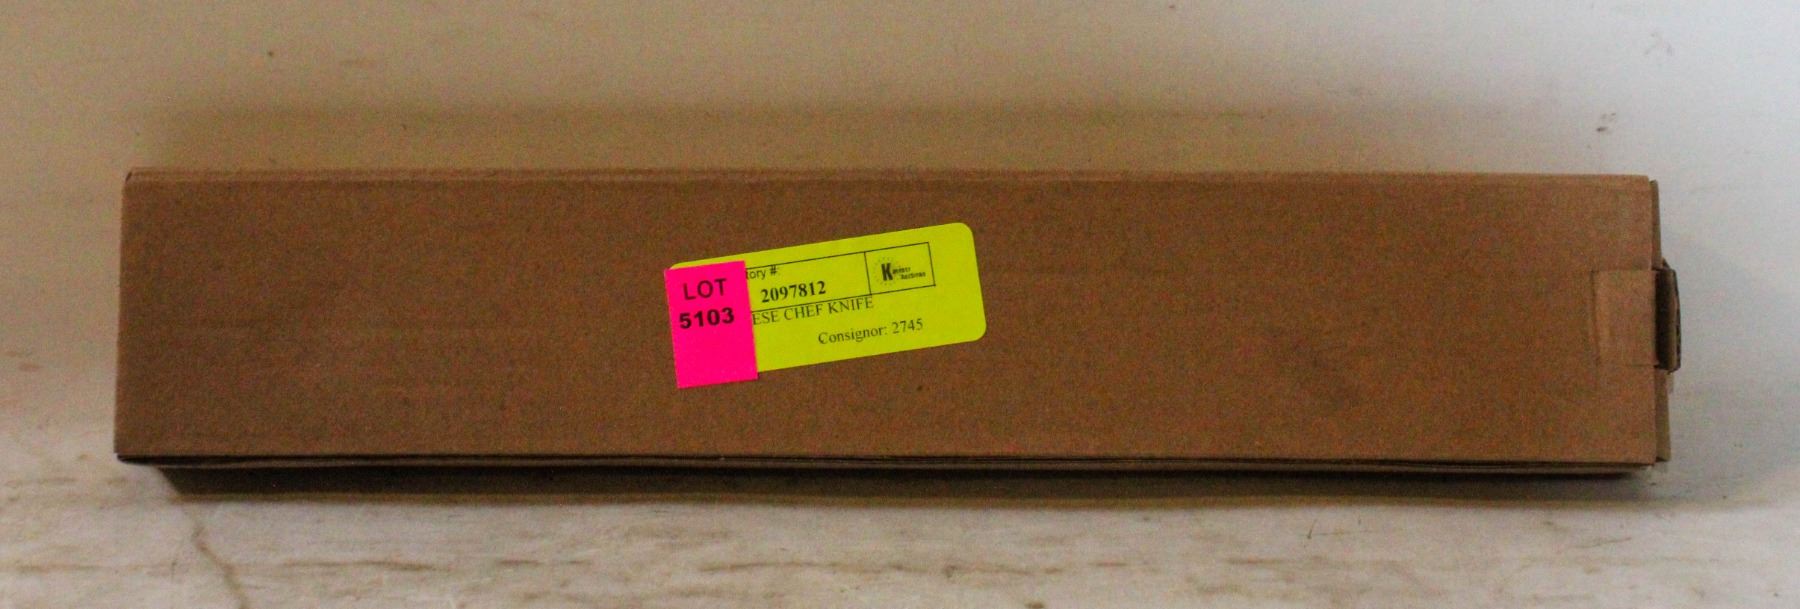 LOT
5103
tory #:
2097812
ESE CHEF KNIFE
Consignor: 2745